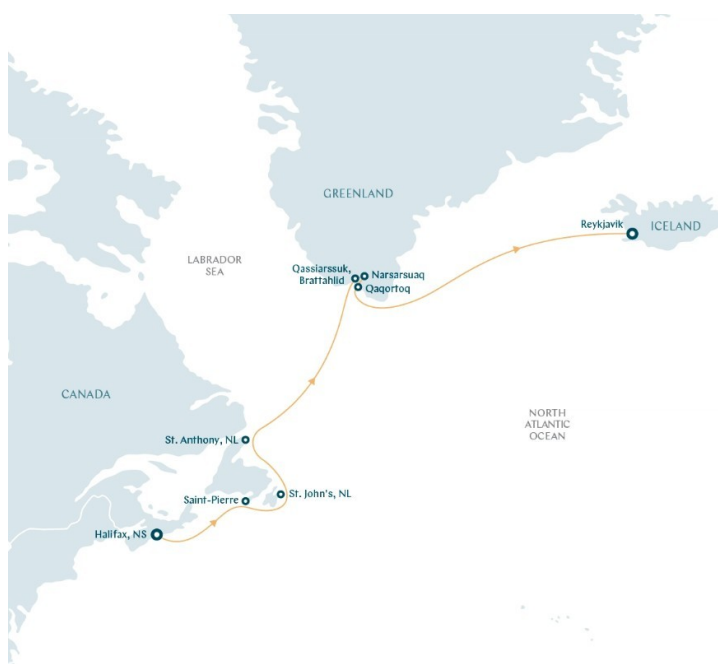 GREENLAND
Reykjavik
ICELAND
LABRADOR
SEA
Qassiarssuk,
Brattahlid
Narsarsuaq
Qaqortoq
CANADA
NORTH
ATLANTIC
OCEAN
St. Anthony, NL
Saint-Pierre
St. John's, NL
Halifax, NS